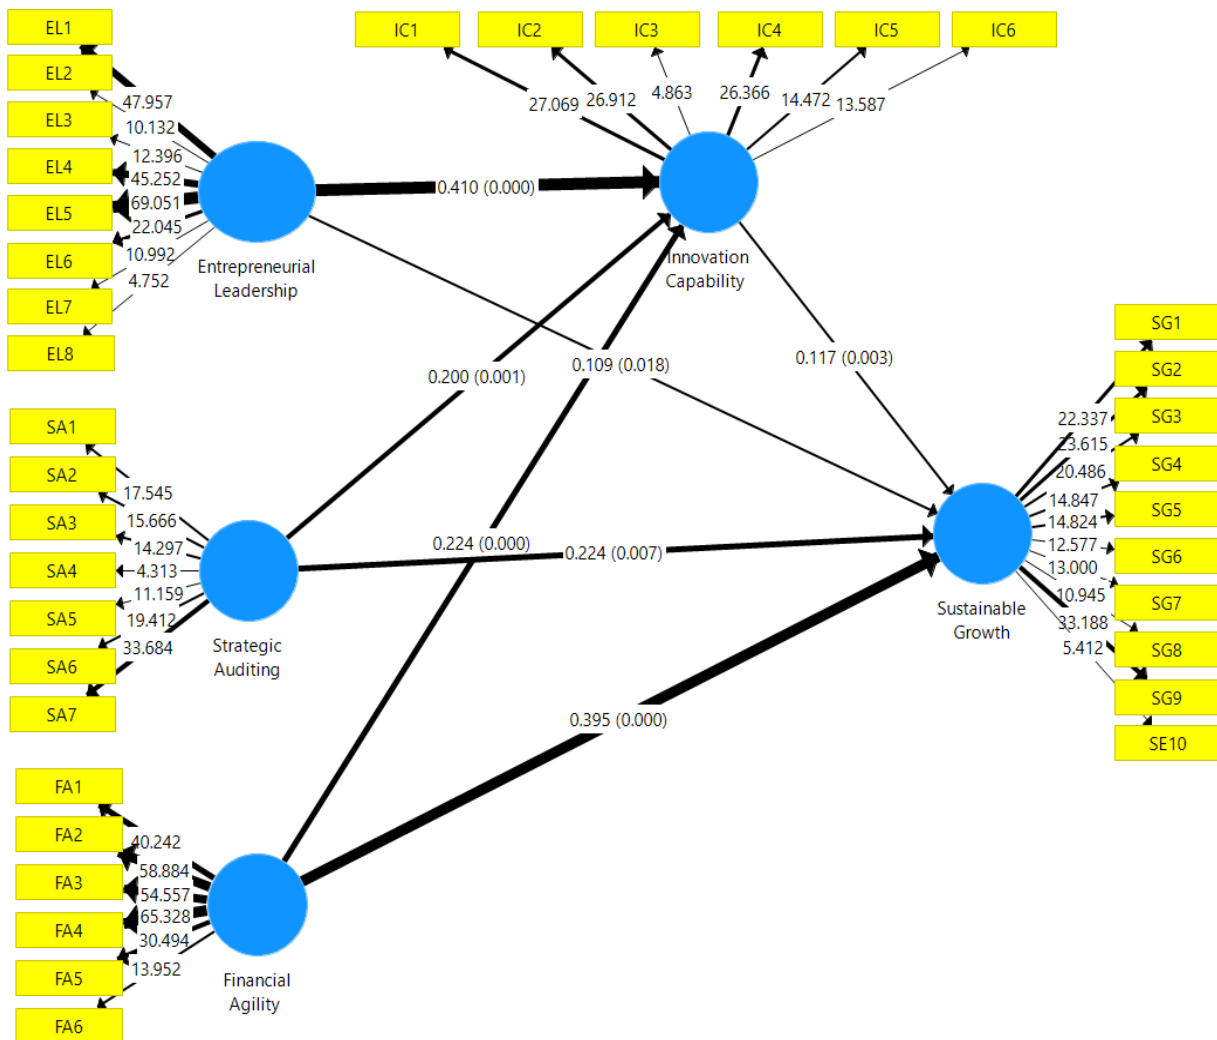 EL1
EL2
EL3
EL4
EL5
EL6
EL7
EL8
47.957
10.132
12.396
45.252
69.051
22.045
10.992
4.752
Entrepreneurial
Leadership
IC1
IC2
IC3
IC4
IC5
IC6
27.069
26.912
4.863
26.366
14.472
13.587
Innovation
Capability
0.410 (0.000)
0.200 (0.001)
0.109 (0.018)
0.117 (0.003)
SA1
SA2
SA3
SA4
SA5
SA6
SA7
17.545
15.666
14.297
4.313
11.159
19.412
33.684
Strategic
Auditing
0.224 (0.000)
0.224 (0.007)
0.395 (0.000)
SG1
SG2
SG3
SG4
SG5
SG6
SG7
SG8
SG9
SE10
22.337
23.615
20.486
14.847
14.824
12.577
13.000
10.945
33.188
5.412
Sustainable
Growth
FA1
FA2
FA3
FA4
FA5
FA6
40.242
58.884
54.557
65.328
30.494
13.952
Financial
Agility